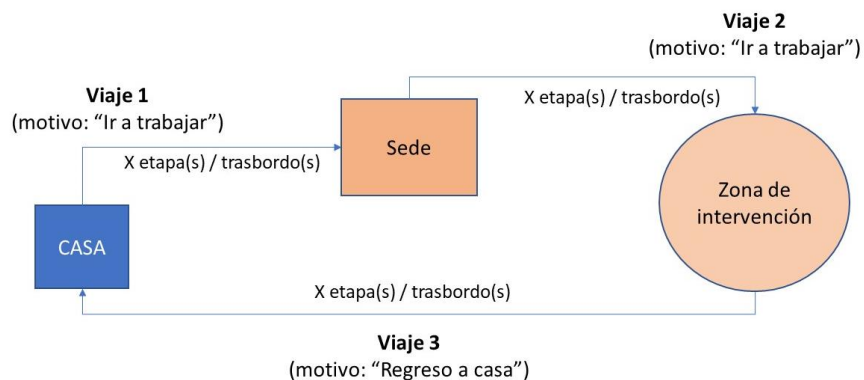 Viaje 2
(motivo: “Ir a trabajar”)
Viaje 1
(motivo: “Ir a trabajar”)
X etapa(s) / trasbordo(s)
Sede
X etapa(s) / trasbordo(s)
Zona de
intervención
CASA
X etapa(s) / trasbordo(s)
Viaje 3
(motivo: “Regreso a casa”)